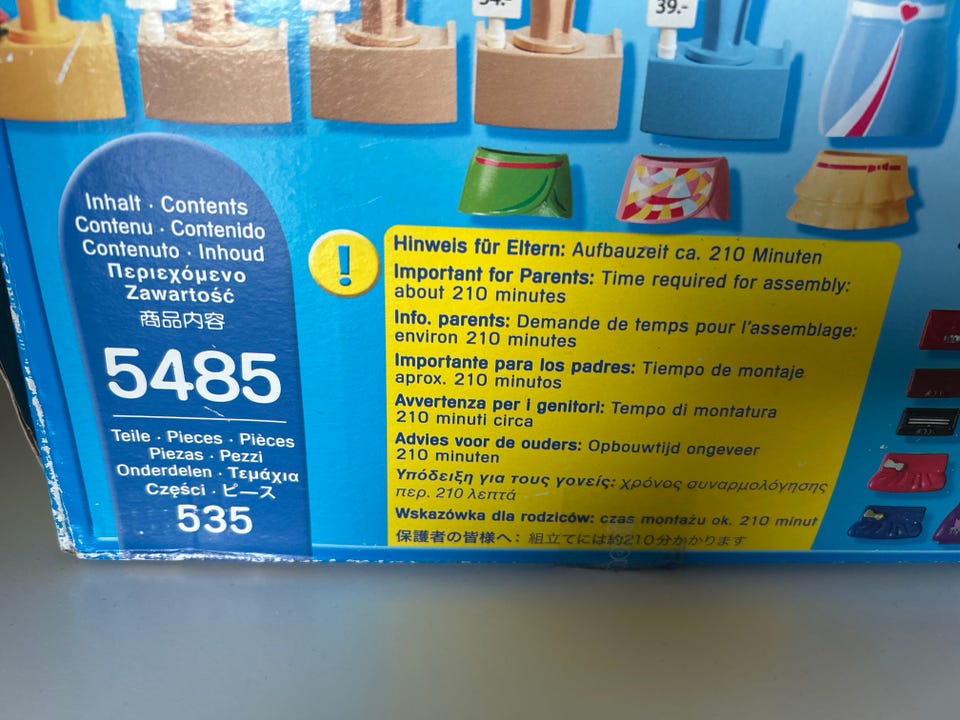 39.-
Inhalt · Contents
Contenu · Contenido
Contenuto · Inhoud
Περιεχόμενο
Zawartość
商品内容
5485
Teile · Pieces · Pièces
Piezas · Pezzi
Onderdelen · Τεμάχια
Części · ピース
535
!
Hinweis für Eltern: Aufbauzeit ca. 210 Minuten
Important for Parents: Time required for assembly:
about 210 minutes
Info. parents: Demande de temps pour l'assemblage:
environ 210 minutes
Importante para los padres: Tiempo de montaje
aprox. 210 minutos
Avvertenza per i genitori: Tempo di montatura
210 minuti circa
Advies voor de ouders: Opbouwtijd ongeveer
210 minuten
Υπόδειξη για τους γονείς: χρόνος συναρμολόγησης
περ. 210 λεπτά
Wskazówka dla rodziców: czas montażu ok. 210 minut
保護者の皆様へ: 組立てには約210分かかります